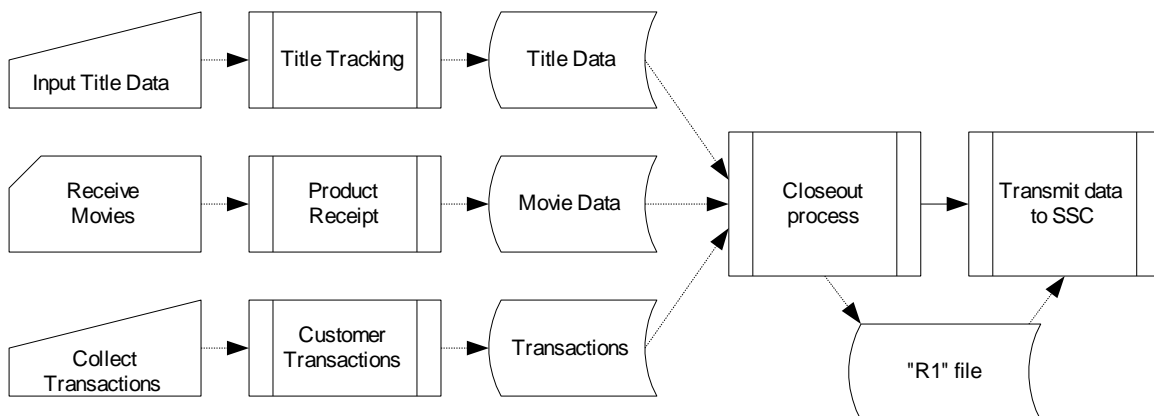 Input Title Data
Title Tracking
Title Data
Receive
Movies
Product
Receipt
Movie Data
Closeout
process
Transmit data
to SSC
Collect
Transactions
Customer
Transactions
Transactions
"R1" file